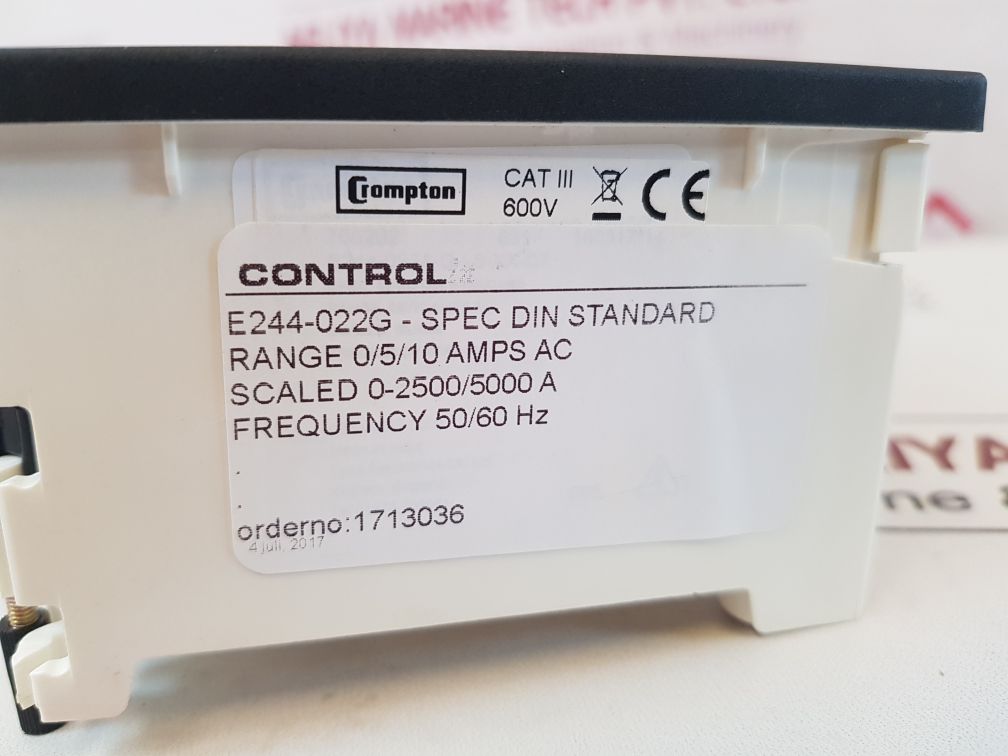 Crompton
CAT III
600V
CE
CONTROL
E244-022G - SPEC DIN STANDARD
RANGE 0/5/10 AMPS AC
SCALED 0-2500/5000 A
FREQUENCY 50/60 Hz
.
.
orderno:1713036
4 juli, 2017